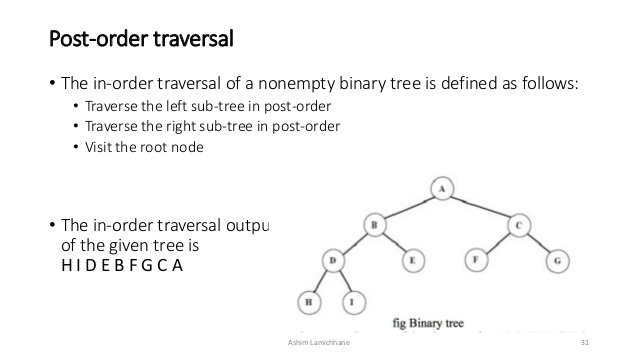 Post-order traversal
• The in-order traversal of a nonempty binary tree is defined as follows:
• Traverse the left sub-tree in post-order
• Traverse the right sub-tree in post-order
• Visit the root node
• The in-order traversal outpu
of the given tree is
H I D E B F G C A
A
B C
D E F G
H I
fig Binary tree
Ashim Lamichhane 31